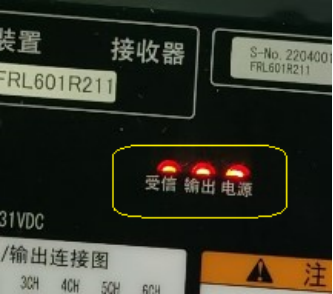 装置 接收器
FRL601R211
S-No. 2204001
FRL601R211
受信 输出 电源
31VDC
/输出连接图
3CH 4CH 5CH 6CH
注